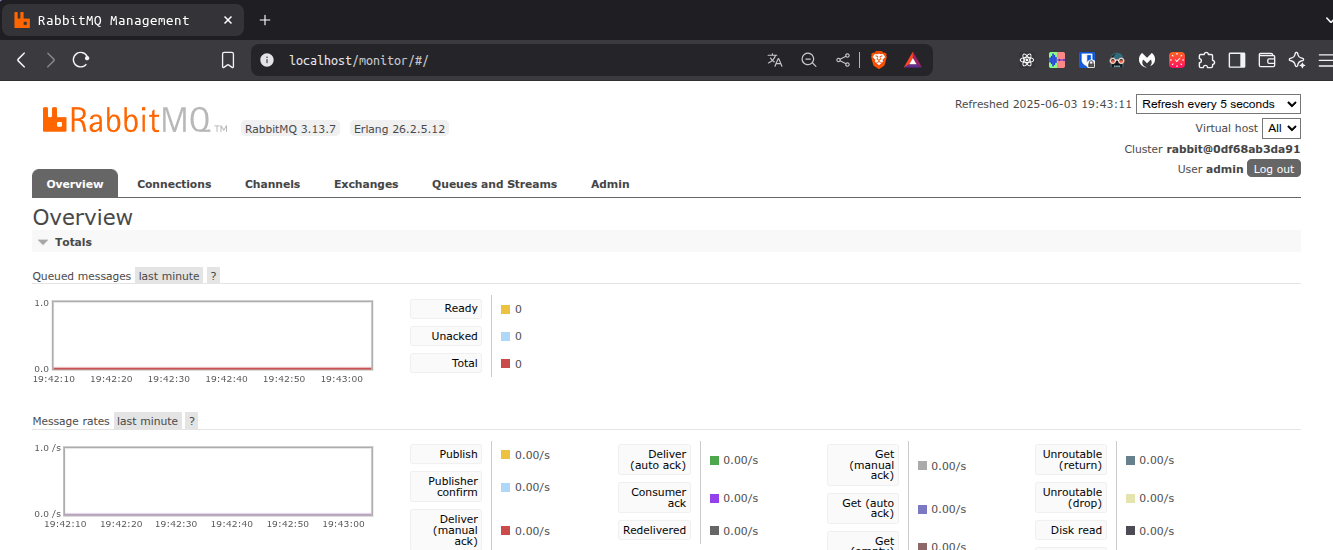 RabbitMQ Management
localhost/monitor/#/
Refreshed 2025-06-03 19:43:11 Refresh every 5 seconds
RabbitMQ TM RabbitMQ 3.13.7 Erlang 26.2.5.12
Virtual host All
Cluster rabbit@0df68ab3da91
User admin Log out
Overview Connections Channels Exchanges Queues and Streams Admin
Overview
Totals
Queued messages last minute ?
1.0
0.0
19:42:10 19:42:20 19:42:30 19:42:40 19:42:50 19:43:00
Ready 0
Unacked 0
Total 0
Message rates last minute ?
1.0 /s
0.0 /s
19:42:10 19:42:20 19:42:30 19:42:40 19:42:50 19:43:00
Publish 0.00/s
Publisher
confirm 0.00/s
Deliver
(manual
ack) 0.00/s
Deliver
(auto ack) 0.00/s
Consumer
ack 0.00/s
Redelivered 0.00/s
Get
(manual
ack) 0.00/s
Get (auto
ack) 0.00/s
Get
(empty) 0.00/s
Unroutable
(return) 0.00/s
Unroutable
(drop) 0.00/s
Disk read 0.00/s